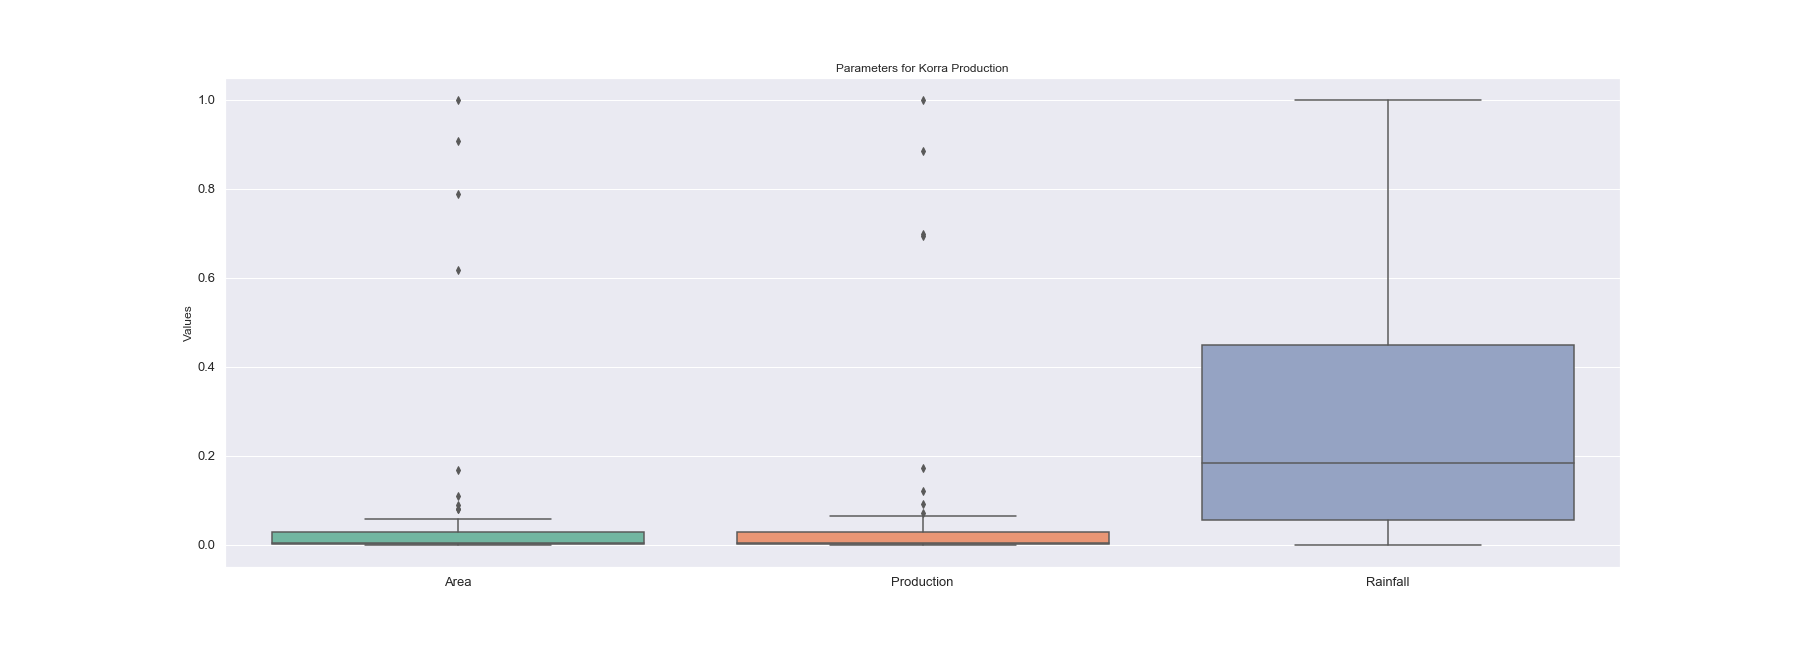 Parameters for Korra Production
1.0
0.8
0.6
0.4
0.2
0.0
Values
Area
Production
Rainfall